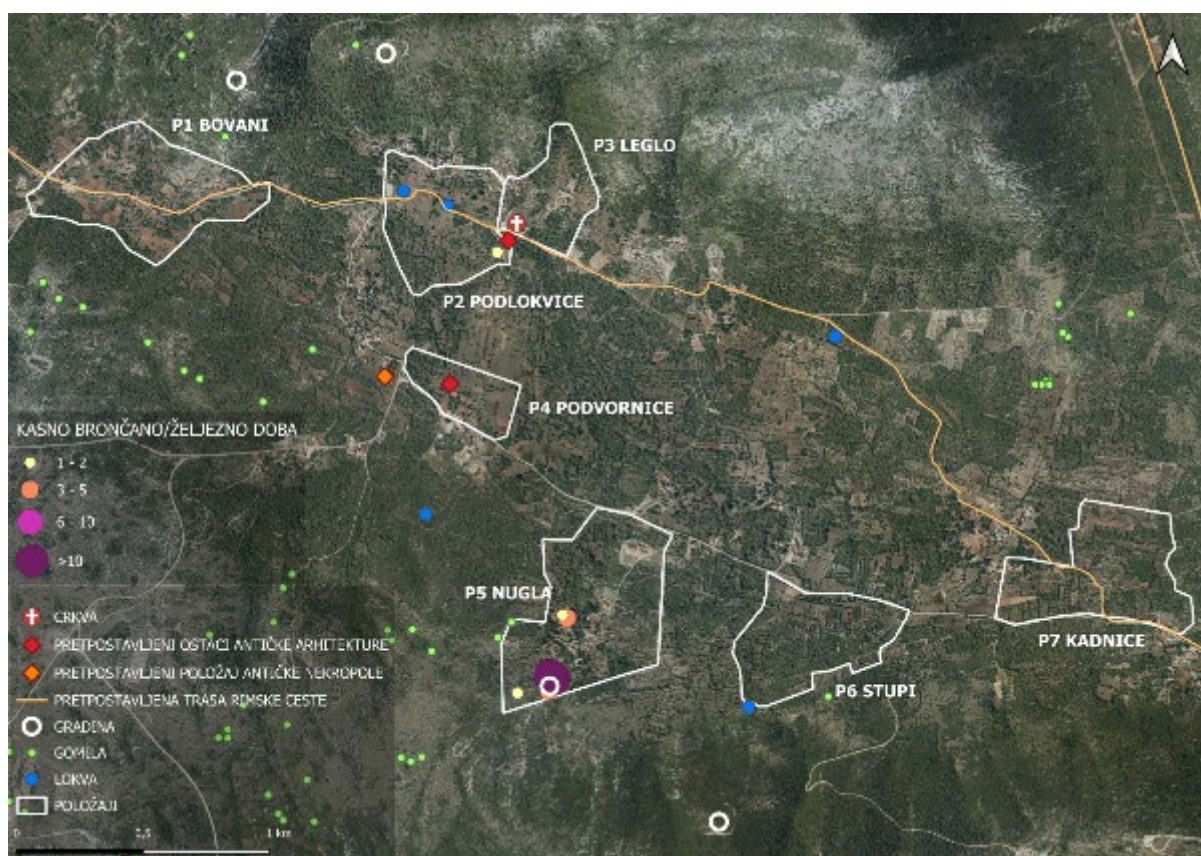 P1 BOVANI
P3 LEGLO
P2 PODLOKVICE
P4 PODVORNICE
KASNO BRONČANO/ŽELJEZNO DOBA
1 - 2
3 - 5
6 - 10
>10
P5 NUGLA
CRKVA
PRETPOSTAVLJENI OSTACI ANTIČKE ARHITEKTURE
PRETPOSTAVLJENI POLOŽAJ ANTIČKE NEKROPOLE
PRETPOSTAVLJENA TRASA RIMSKE CESTE
GRADINA
GOMILA
LOKVA
POLOŽAJI
P7 KADNICE
P6 STUPI
0 0,5 1 km